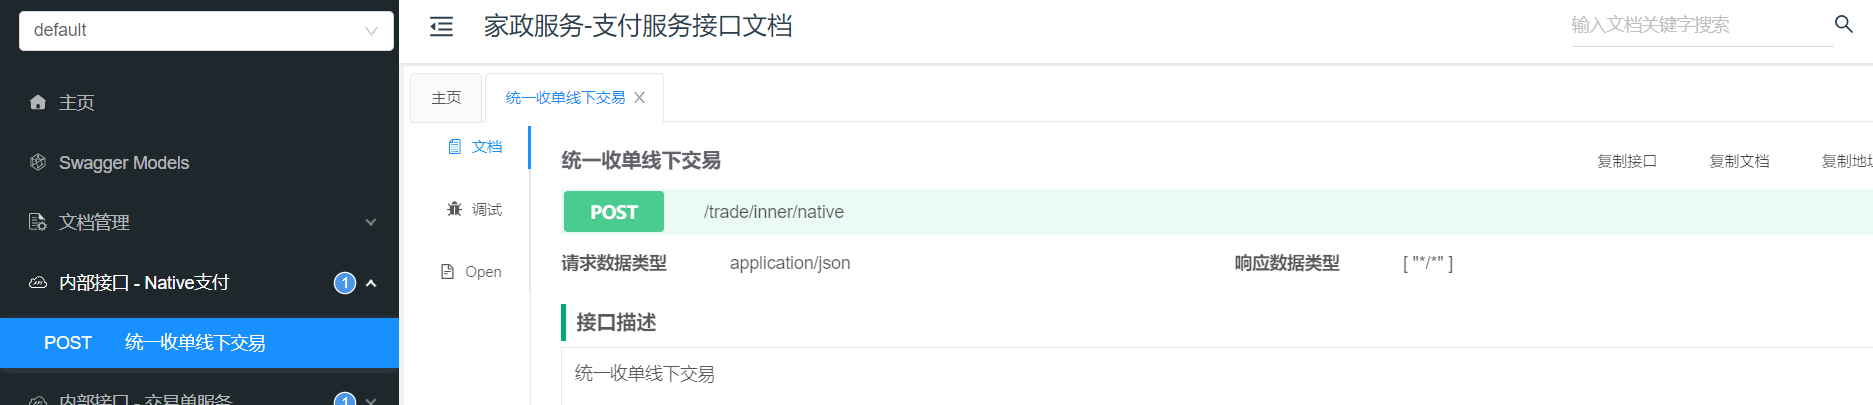 default
主页
Swagger Models
文档管理
内部接口 - Native支付
1
POST 统一收单线下交易
内部接口 - 交易单服务
1
家政服务-支付服务接口文档
输入文档关键字搜索
主页
统一收单线下交易
文档
调试
Open
统一收单线下交易
复制接口
复制文档
复制地址
POST /trade/inner/native
请求数据类型 application/json
响应数据类型 [ "*/*" ]
接口描述
统一收单线下交易